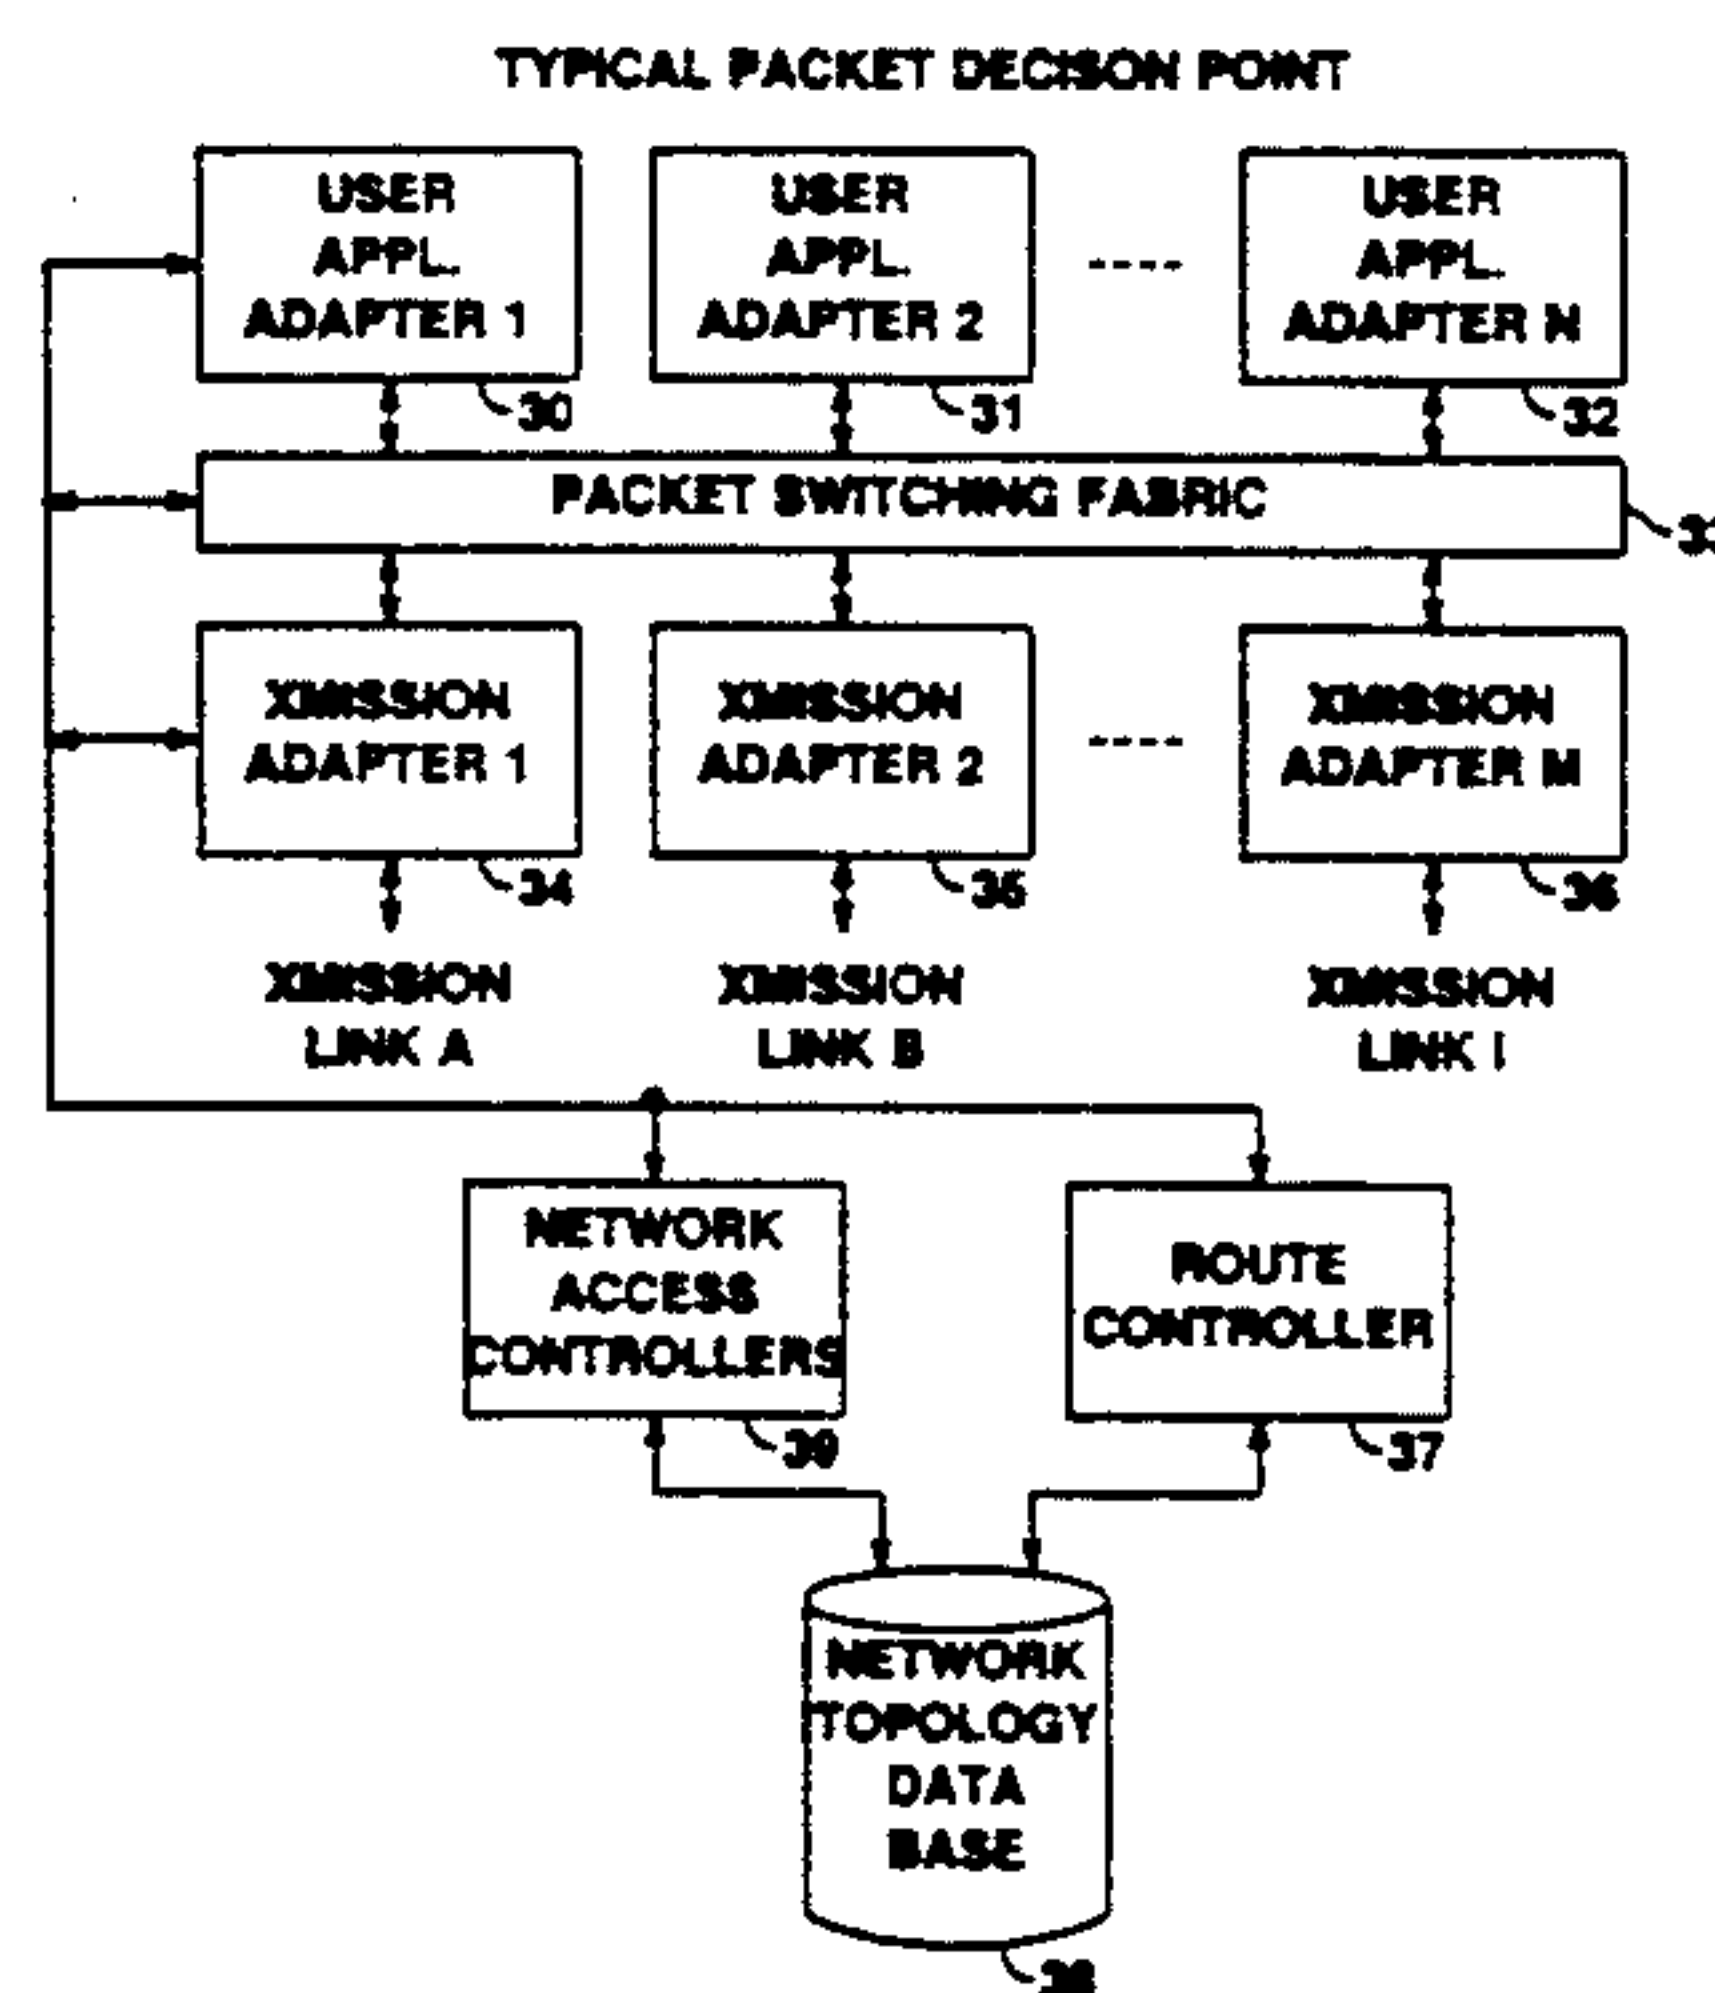 TYPICAL PACKET DECISON POINT
USER
APPL.
ADAPTER 1
USER
APPL.
ADAPTER 2
----
USER
APPL.
ADAPTER N
30
31
32
PACKET SWITCHING FABRIC
XMISSION
ADAPTER 1
XMISSION
ADAPTER 2
----
XMISSION
ADAPTER M
34
35
36
XMISSION
LINK A
XMISSION
LINK B
XMISSION
LINK I
NETWORK
ACCESS
CONTROLLERS
ROUTE
CONTROLLER
39
37
NETWORK
TOPOLOGY
DATA
BASE
38